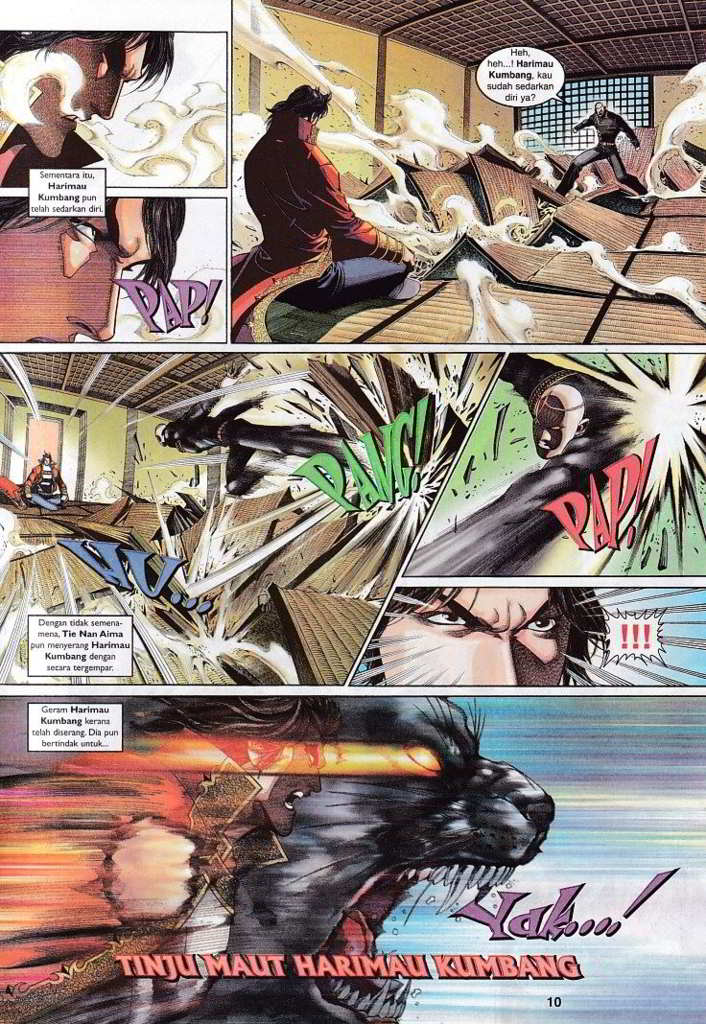 Sementara itu,
Harimau
Kumbang pun
telah sedarkan diri.
PAP!
Heh,
heh...! Harimau
Kumbang, kau
sudah sedarkan
diri ya?
PANG!
HU...
Dengan tidak semena-
mena, Tie Nan Aima
pun menyerang Harimau
Kumbang dengan
secara tergempar.
PAP!
!!!
Geram Harimau
Kumbang kerana
telah diserang. Dia pun
bertindak untuk...
Yak....!
TINJU MAUT HARIMAU KUMBANG
10